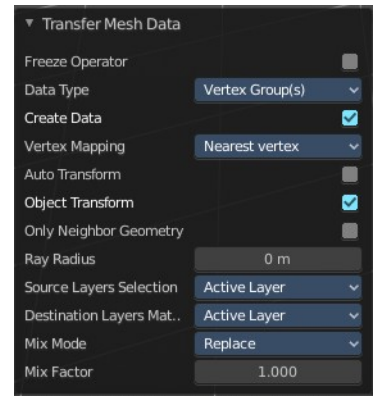 Transfer Mesh Data
Freeze Operator
Data Type Vertex Group(s)
Create Data
Vertex Mapping Nearest vertex
Auto Transform
Object Transform
Only Neighbor Geometry
Ray Radius 0 m
Source Layers Selection Active Layer
Destination Layers Mat.. Active Layer
Mix Mode Replace
Mix Factor 1.000